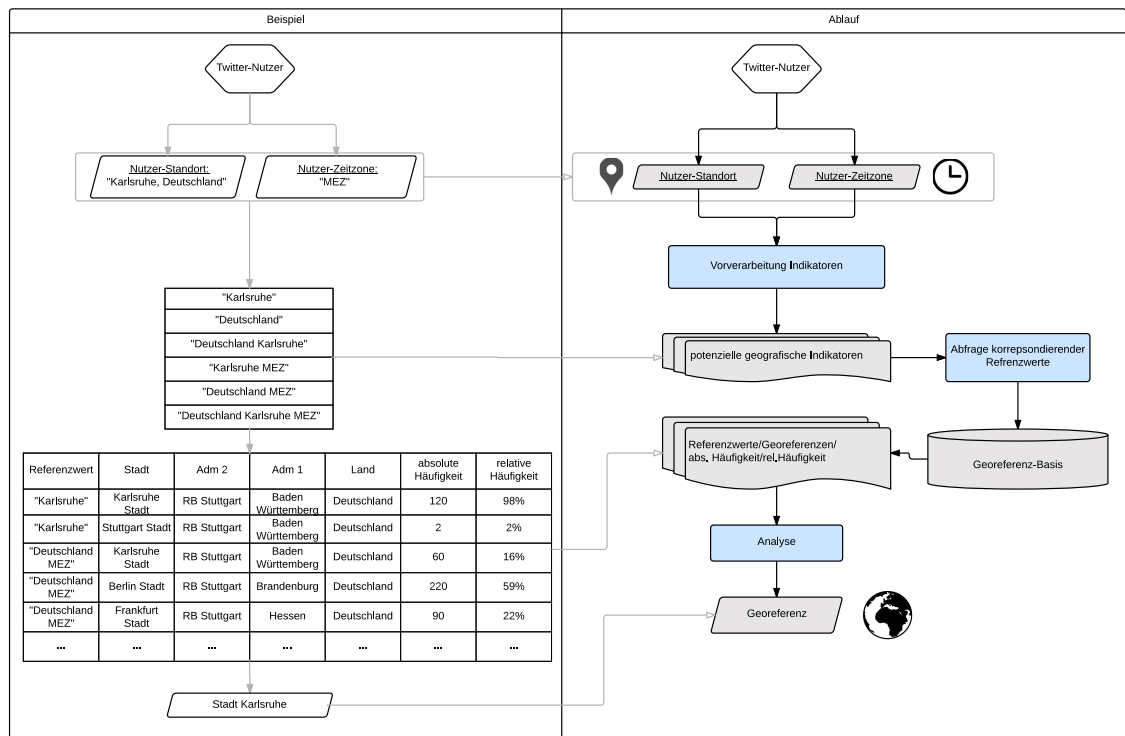 Beispiel
Twitter-Nutzer
Nutzer-Standort:
"Karlsruhe, Deutschland"
Nutzer-Zeitzone:
"MEZ"
"Karlsruhe"
"Deutschland"
"Deutschland Karlsruhe"
"Karlsruhe MEZ"
"Deutschland MEZ"
"Deutschland Karlsruhe MEZ"
Referenzwert Stadt Adm 2 Adm 1 Land absolute Häufigkeit relative Häufigkeit
"Karlsruhe" Karlsruhe Stadt RB Stuttgart Baden Württemberg Deutschland 120 98%
"Karlsruhe" Stuttgart Stadt RB Stuttgart Baden Württemberg Deutschland 2 2%
"Deutschland MEZ" Karlsruhe Stadt RB Stuttgart Baden Württemberg Deutschland 60 16%
"Deutschland MEZ" Berlin Stadt RB Stuttgart Brandenburg Deutschland 220 59%
"Deutschland MEZ" Frankfurt Stadt RB Stuttgart Hessen Deutschland 90 22%
... ... ... ... ... ... ...
Stadt Karlsruhe
Ablauf
Twitter-Nutzer
Nutzer-Standort
Nutzer-Zeitzone
Vorverarbeitung Indikatoren
potenzielle geografische Indikatoren
Abfrage korrepsondierender
Refrenzwerte
Referenzwerte/Georeferenzen/
abs. Häufigkeit/rel.Häufigkeit
Georeferenz-Basis
Analyse
Georeferenz